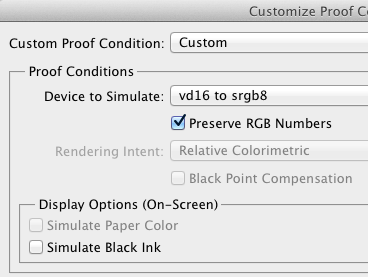 Customize Proof
Custom Proof Condition: Custom
Proof Conditions
Device to Simulate: vd16 to srgb8
Preserve RGB Numbers
Rendering Intent: Relative Colorimetric
Black Point Compensation
Display Options (On-Screen)
Simulate Paper Color
Simulate Black Ink